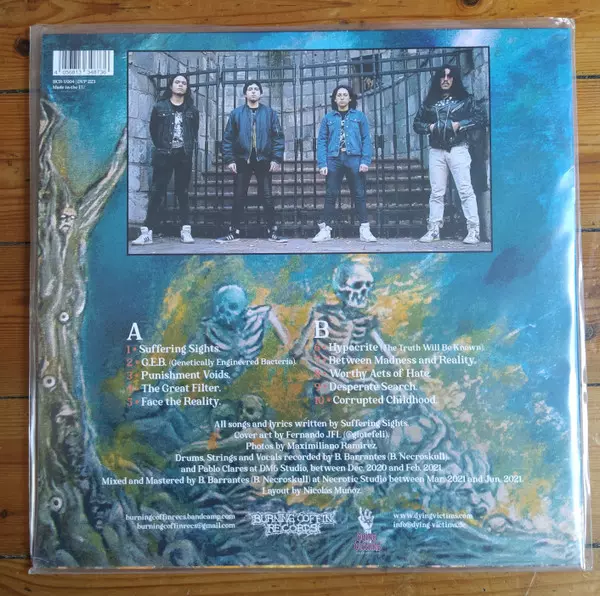 BCR-LV004 | DVP 223
Made in the EU
A
1 - Suffering Sights.
2 - G.E.B. (Genetically Engineered Bacteria).
3 - Punishment Voids.
4 - The Great Filter.
5 - Face the Reality.
B
Hypocrite (The Truth Will Be Known).
Between Madness and Reality.
Worthy Acts of Hate.
9 - Desperate Search.
10 - Corrupted Childhood.
All songs and lyrics written by Suffering Sights.
Cover art by Fernando JFL
Photos by Maximiliano Ramírez.
Drums, Strings and Vocals recorded by B. Barrantes (B. Necroskull),
and Pablo Clares at DM6 Studio, between Dec. 2020 and Feb. 2021.
Mixed and Mastered by B. Barrantes (B. Necroskull) at Necrotic Studio between Mar. 2021 and Jun. 2021.
Layout by Nicolás Muñoz.
burningcoffinrecs.bandcamp.com
burningcoffinrecs@gmail.com
BURNING COFFIN
RECORDS
www.dyingvictims.com
info@dyingvictims.de